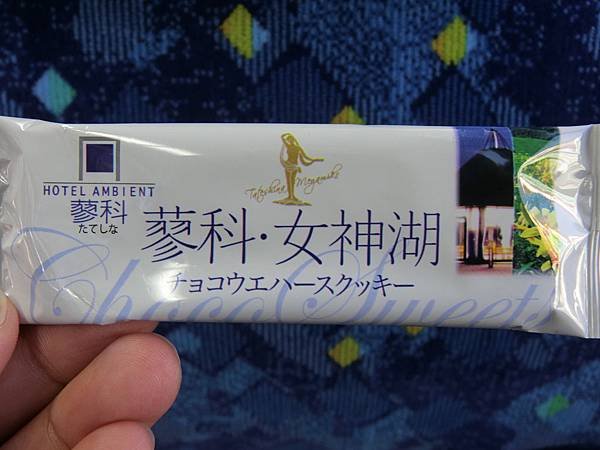 HOTEL AMBIENT
蓼科
たてしな
Tateshina Megamiko
蓼科・女神湖
チョコウエハースクッキー
Choco Sweets